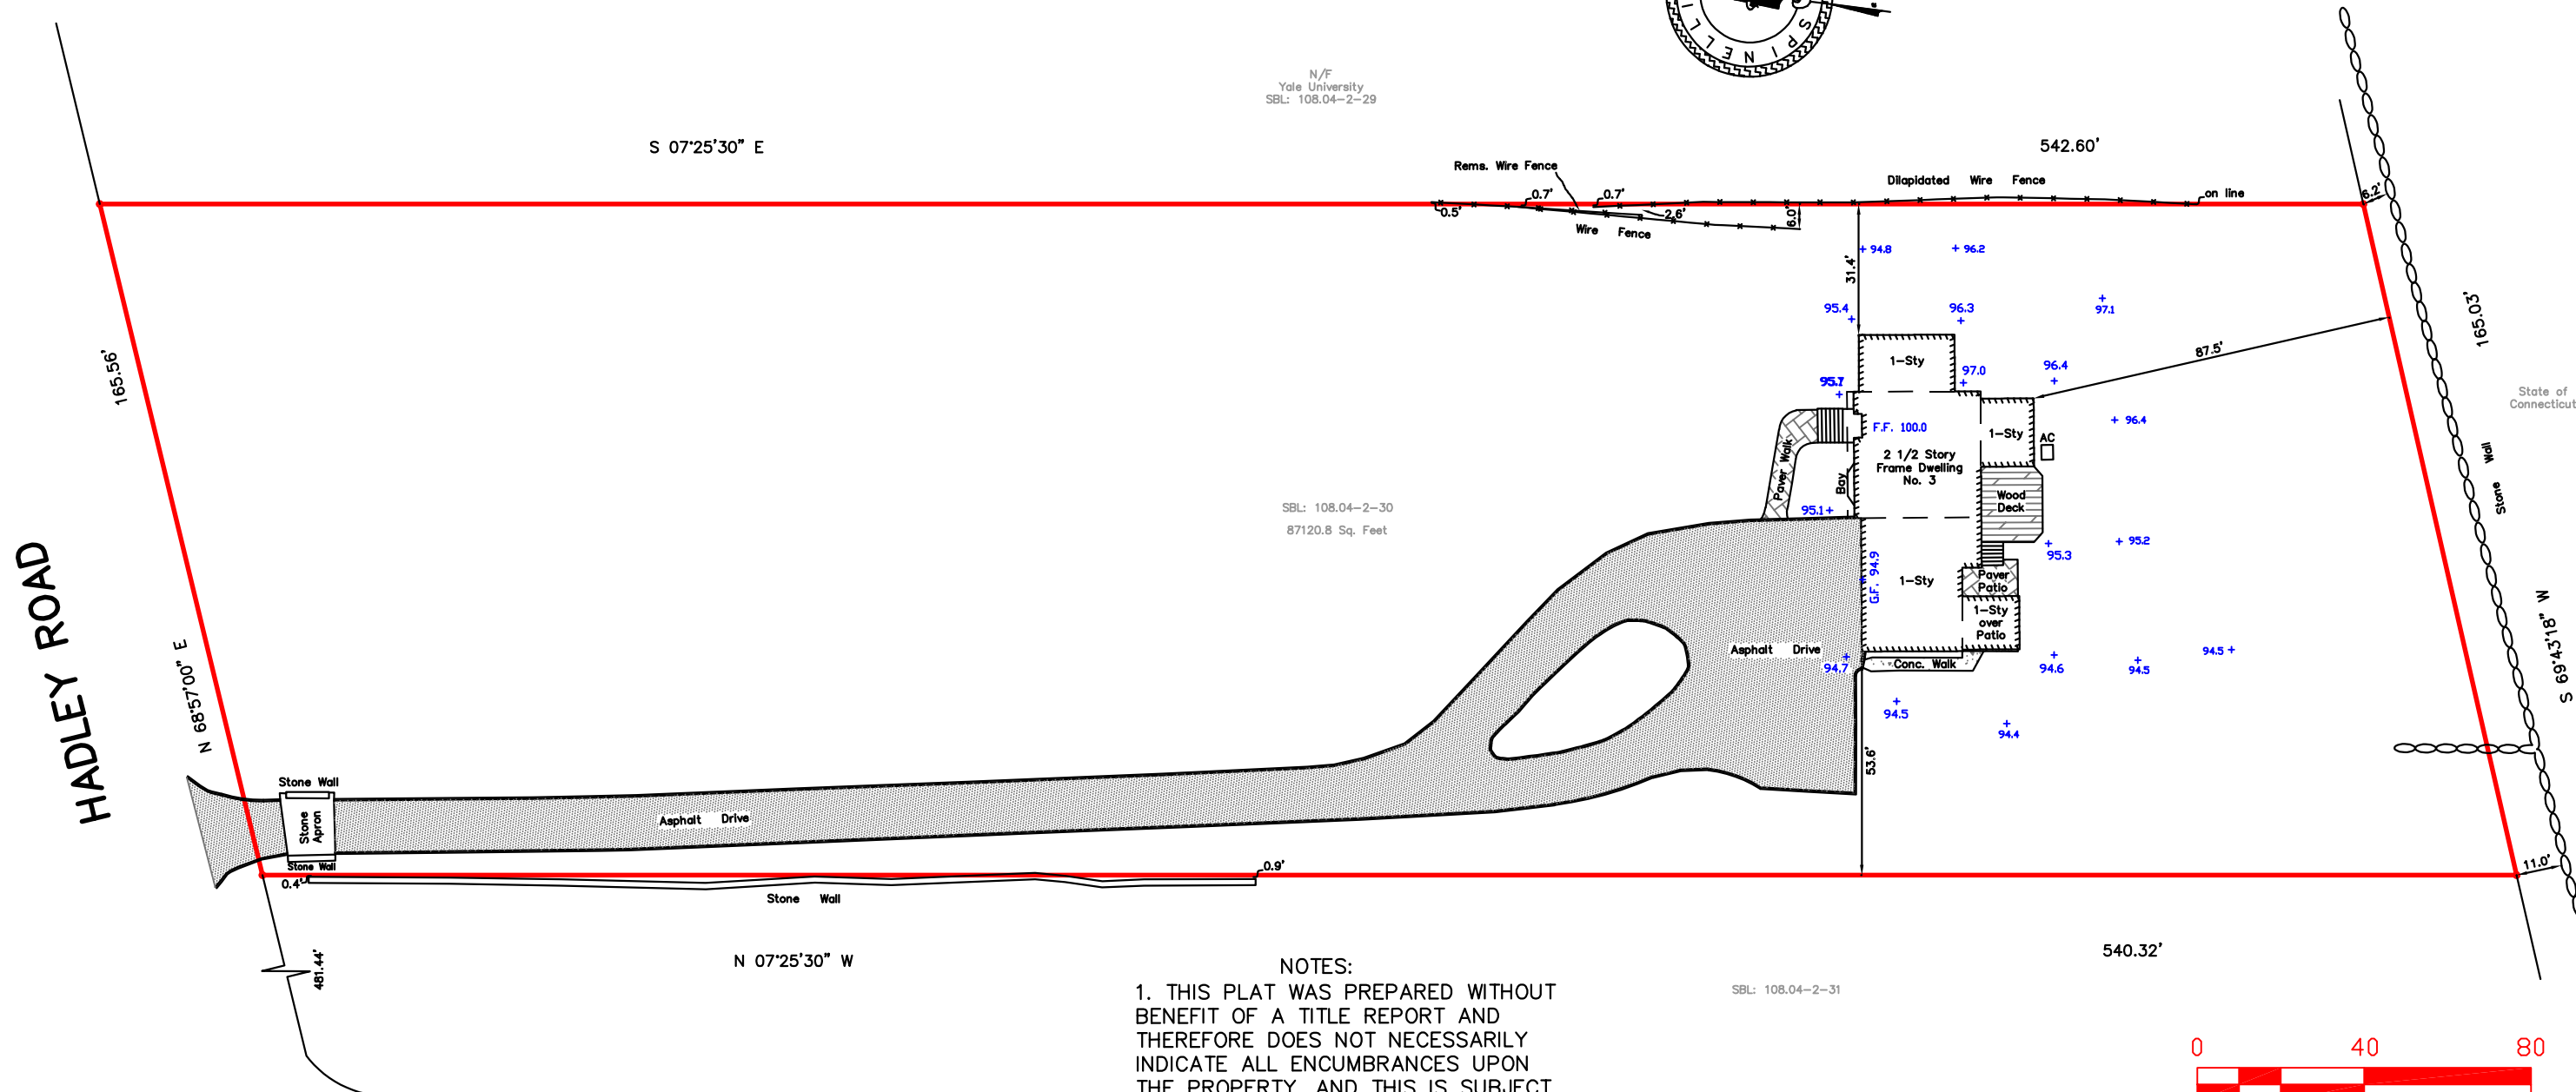 SPINELLI
N/F
Yale University
SBL: 108.04-2-29
S 07°25'30" E
542.60'
Rems. Wire Fence
Dilapidated Wire Fence
0.7'
0.7'
on line
6.2'
0.5'
2.6'
6.0'
Wire Fence
94.8
96.2
31.4'
95.4
96.3
97.1
165.56'
165.03'
87.5'
1-Sty
97.0
96.4
State of
Connecticut
96.4
F.F. 100.0
1-Sty
AC
2 1/2 Story
Frame Dwelling
No. 3
Paver Walk
Bay
Wood
Deck
Stone Wall
SBL: 108.04-2-30
87120.8 Sq. Feet
95.1
95.3
95.2
G.F. 94.9
1-Sty
Paver
Patio
1-Sty
over
Patio
HADLEY ROAD
N 68°57'00" E
S 69°43'18" W
Asphalt Drive
94.7
Conc. Walk
94.6
94.5
94.5
94.5
94.4
53.6'
Stone Wall
Stone
Apron
Asphalt Drive
Stone Wall
0.4'
0.9'
11.0'
Stone Wall
481.44'
N 07°25'30" W
540.32'
SBL: 108.04-2-31
NOTES:
1. THIS PLAT WAS PREPARED WITHOUT
BENEFIT OF A TITLE REPORT AND
THEREFORE DOES NOT NECESSARILY
INDICATE ALL ENCUMBRANCES UPON
THE PROPERTY, AND THIS IS SUBJECT
0 40 80